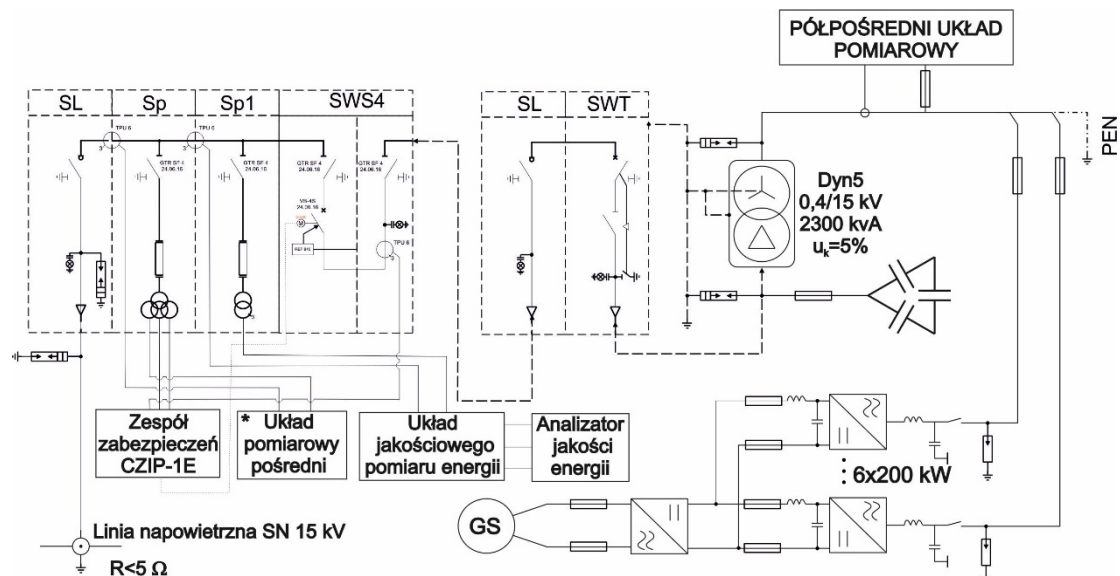 PÓŁPOŚREDNI UKŁAD
POMIAROWY
SL
Sp
Sp1
SWS4
SL
SWT
TPU 6
3
TPU 6
3
GTR SF 4
24.06.16
GTR SF 4
24.06.16
GTR SF 4
24.06.16
GTR SF 4
24.06.16
24.06.16
M
TPU 6
3
PEN
Dyn5
0,4/15 kV
2300 kvA
uk=5%
Zespół
zabezpieczeń
CZIP-1E
* Układ
pomiarowy
pośredni
Układ
jakościowego
pomiaru energii
Analizator
jakości
energii
6x200 kW
GS
Linia napowietrzna SN 15 kV
R<5 Ω